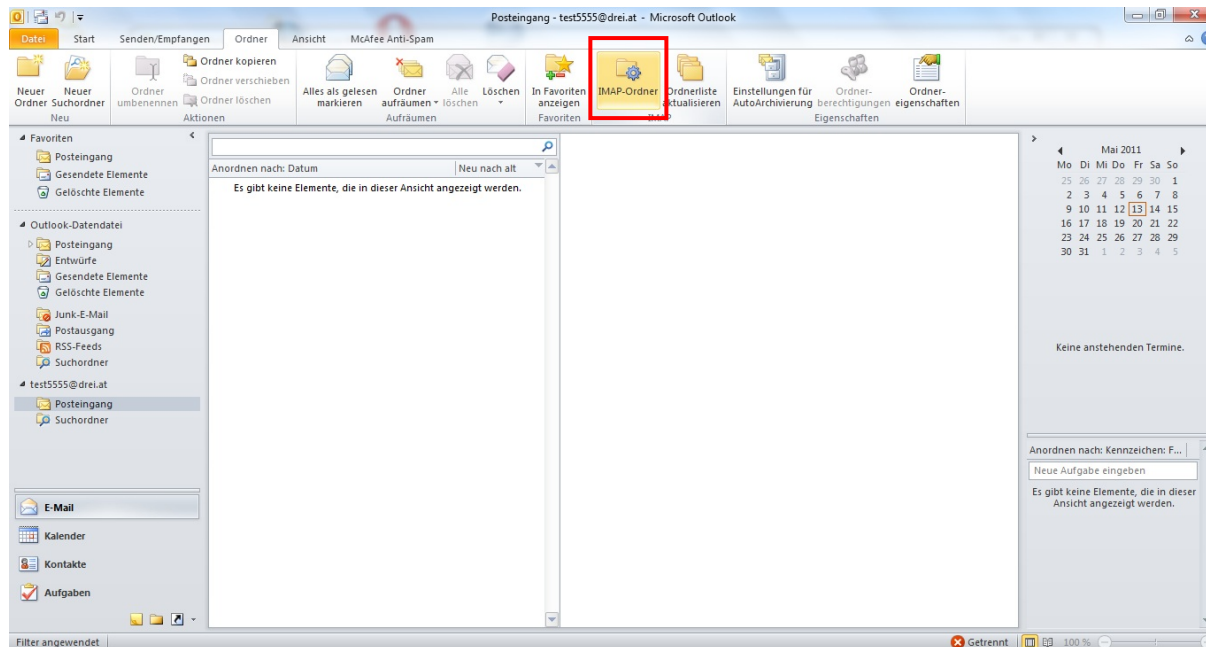 Posteingang - test5555@drei.at - Microsoft Outlook
Datei Start Senden/Empfangen Ordner Ansicht McAfee Anti-Spam
Neuer Ordner
Neuer Suchordner
Neu
Ordner umbenennen
Ordner kopieren
Ordner verschieben
Ordner löschen
Aktionen
Alles als gelesen markieren
Ordner aufräumen
Alle löschen
Löschen
Aufräumen
In Favoriten anzeigen
Favoriten
IMAP-Ordner
Ordnerliste aktualisieren
Einstellungen für AutoArchivierung
Ordner-berechtigungen
Ordner-eigenschaften
Eigenschaften
Favoriten
Posteingang
Gesendete Elemente
Gelöschte Elemente
Outlook-Datendatei
Posteingang
Entwürfe
Gesendete Elemente
Gelöschte Elemente
Junk-E-Mail
Postausgang
RSS-Feeds
Suchordner
test5555@drei.at
Posteingang
Suchordner
E-Mail
Kalender
Kontakte
Aufgaben
Anordnen nach: Datum Neu nach alt
Es gibt keine Elemente, die in dieser Ansicht angezeigt werden.
Mai 2011
Mo Di Mi Do Fr Sa So
25 26 27 28 29 30 1
2 3 4 5 6 7 8
9 10 11 12 13 14 15
16 17 18 19 20 21 22
23 24 25 26 27 28 29
30 31 1 2 3 4 5
Keine anstehenden Termine.
Anordnen nach: Kennzeichen: F...
Neue Aufgabe eingeben
Es gibt keine Elemente, die in dieser
Ansicht angezeigt werden.
Filter angewendet
Getrennt 100 %